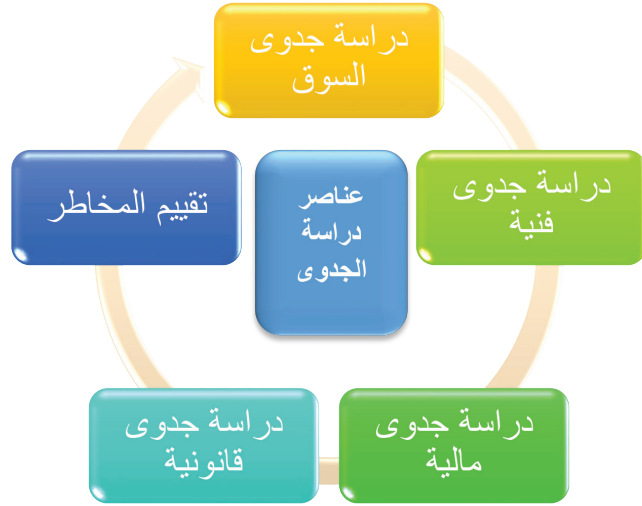 دراسة جدوى
السوق
دراسة جدوى
فنية
دراسة جدوى
مالية
دراسة جدوى
قانونية
تقييم المخاطر
عناصر
دراسة
الجدوى